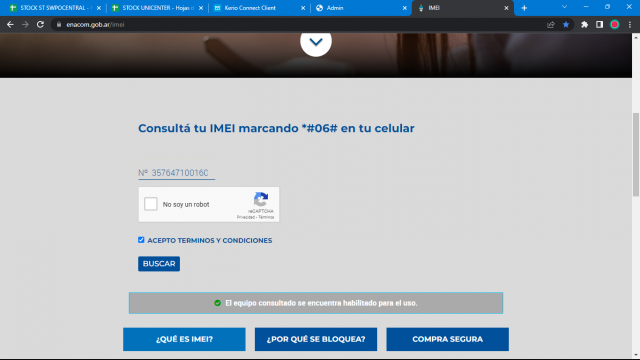 STOCK ST SWPOCENTRAL -
STOCK UNICENTER - Hojas d
Kerio Connect Client
Admin
IMEI
enacom.gob.ar/imei
Consultá tu IMEI marcando *#06# en tu celular
Nº 35764710016C
No soy un robot
reCAPTCHA
Privacidad - Términos
ACEPTO TERMINOS Y CONDICIONES
BUSCAR
El equipo consultado se encuentra habilitado para el uso.
¿QUÉ ES IMEI?
¿POR QUÉ SE BLOQUEA?
COMPRA SEGURA